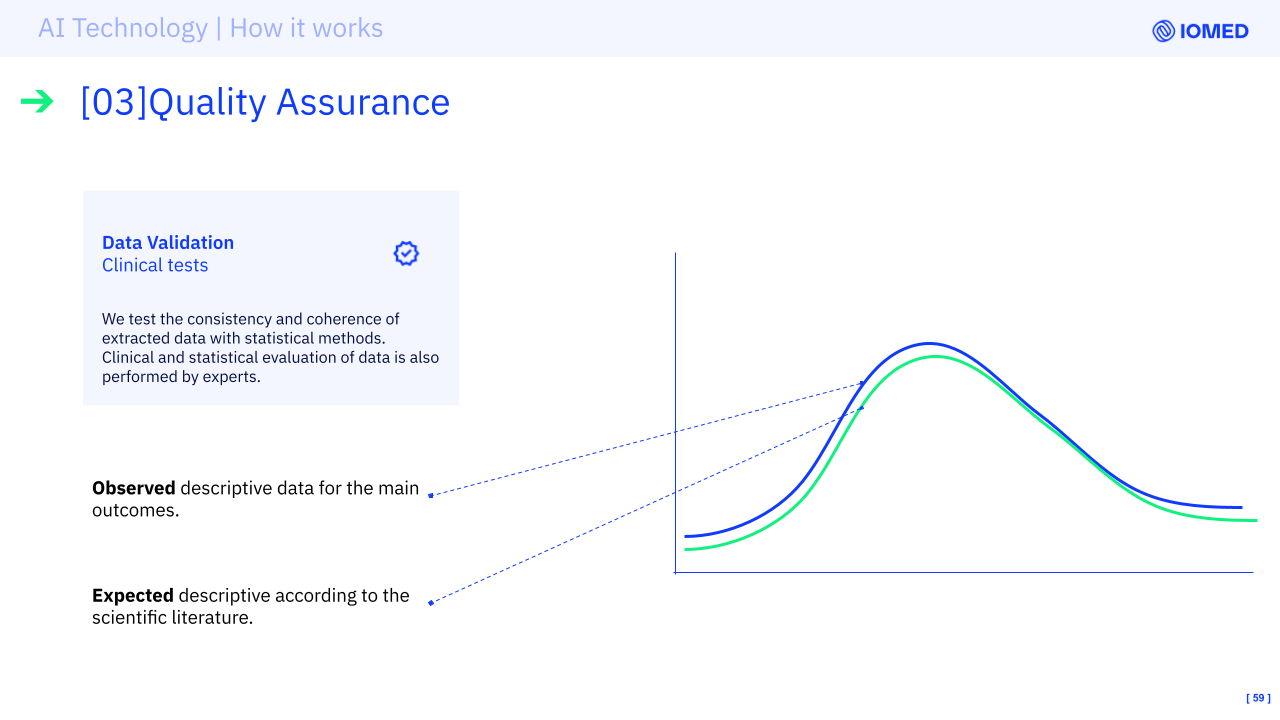 AI Technology | How it works
IOMED
[03]Quality Assurance
Data Validation
Clinical tests
We test the consistency and coherence of
extracted data with statistical methods.
Clinical and statistical evaluation of data is also
performed by experts.
Observed descriptive data for the main
outcomes.
Expected descriptive according to the
scientific literature.
[ 59 ]